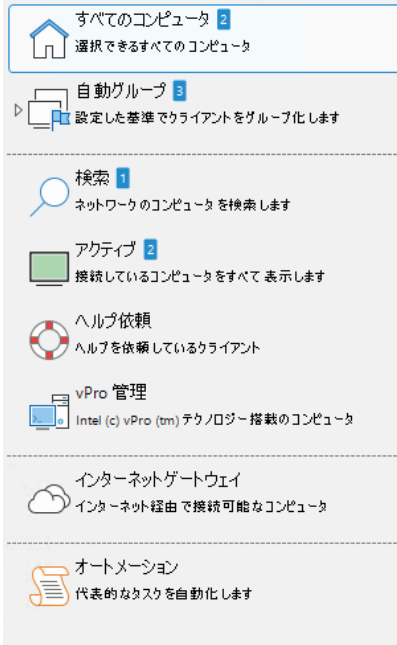 すべてのコンピュータ 2
選択できるすべてのコンピュータ
自動グループ 3
設定した基準でクライアントをグループ化します
検索 1
ネットワークのコンピュータを検索します
アクティブ 2
接続しているコンピュータをすべて表示します
ヘルプ依頼
ヘルプを依頼しているクライアント
vPro 管理
Intel (c) vPro (tm) テクノロジー搭載のコンピュータ
インターネットゲートウェイ
インターネット経由で接続可能なコンピュータ
オートメーション
代表的なタスクを自動化します